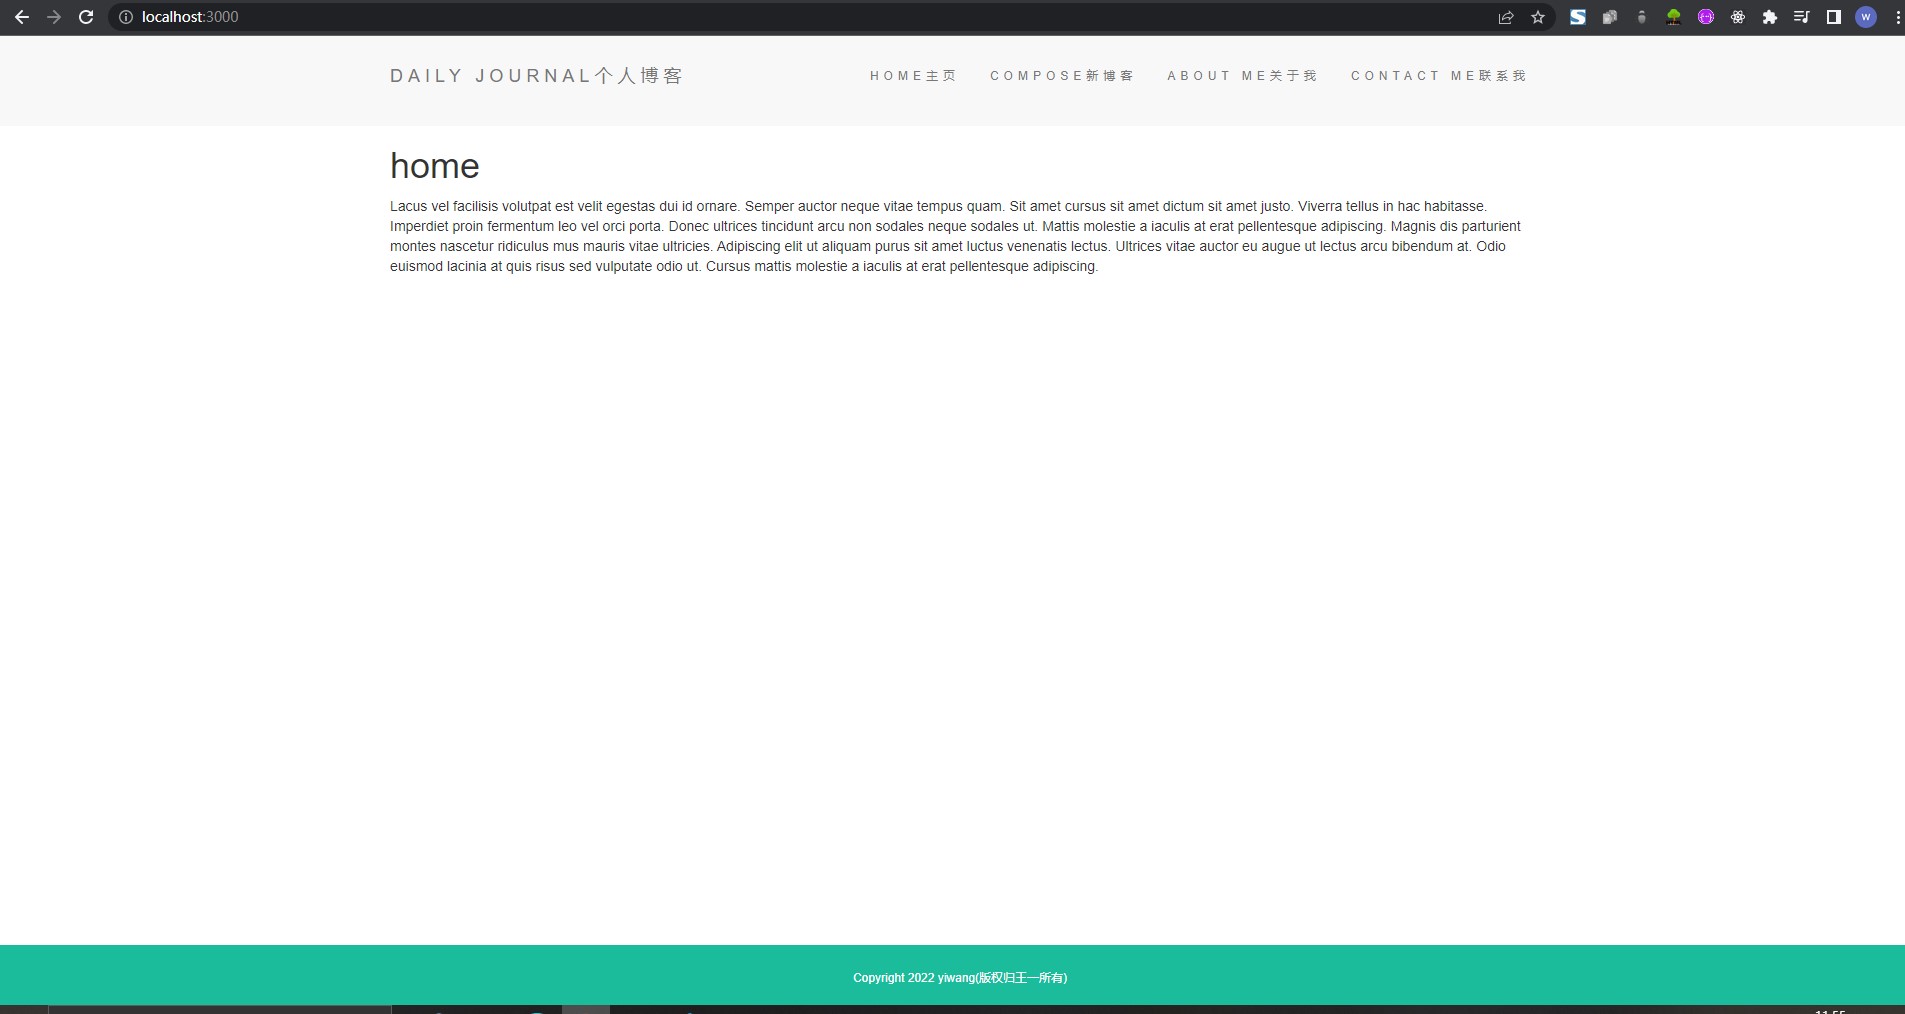 localhost:3000
DAILY JOURNAL个人博客
HOME主页 COMPOSE新博客 ABOUT ME关于我 CONTACT ME联系我
home
Lacus vel facilisis volutpat est velit egestas dui id ornare. Semper auctor neque vitae tempus quam. Sit amet cursus sit amet dictum sit amet justo. Viverra tellus in hac habitasse.
Imperdiet proin fermentum leo vel orci porta. Donec ultrices tincidunt arcu non sodales neque sodales ut. Mattis molestie a iaculis at erat pellentesque adipiscing. Magnis dis parturient
montes nascetur ridiculus mus mauris vitae ultricies. Adipiscing elit ut aliquam purus sit amet luctus venenatis lectus. Ultrices vitae auctor eu augue ut lectus arcu bibendum at. Odio
euismod lacinia at quis risus sed vulputate odio ut. Cursus mattis molestie a iaculis at erat pellentesque adipiscing.
Copyright 2022 yiwang(版权归王一所有)